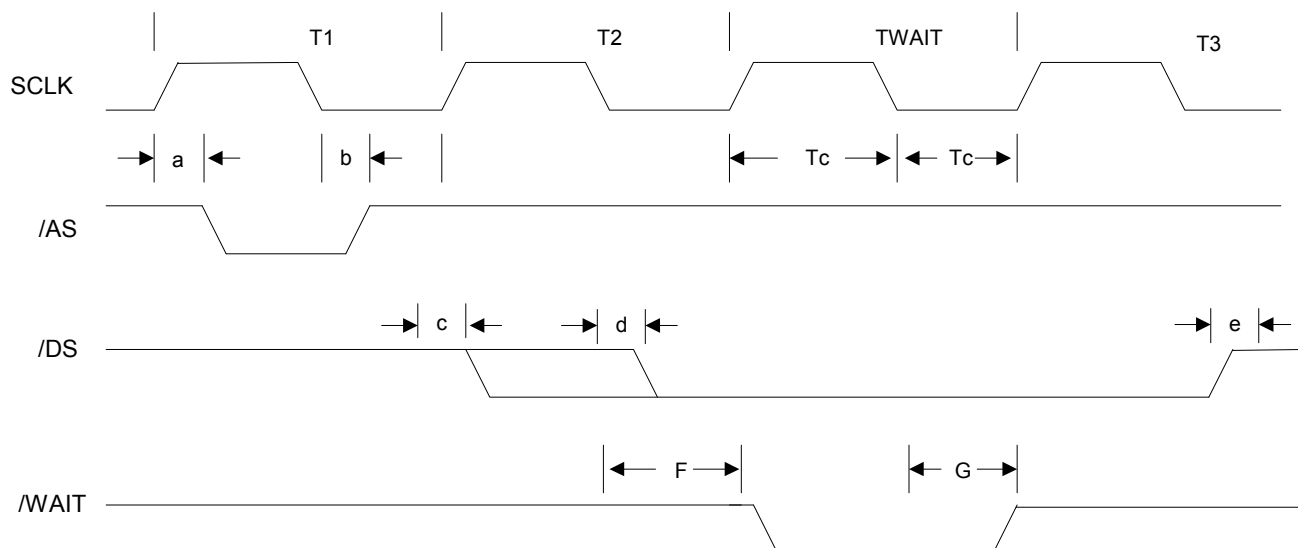 T1 T2 TWAIT T3
SCLK
a b Tc Tc
/AS
c d e
/DS
F G
/WAIT